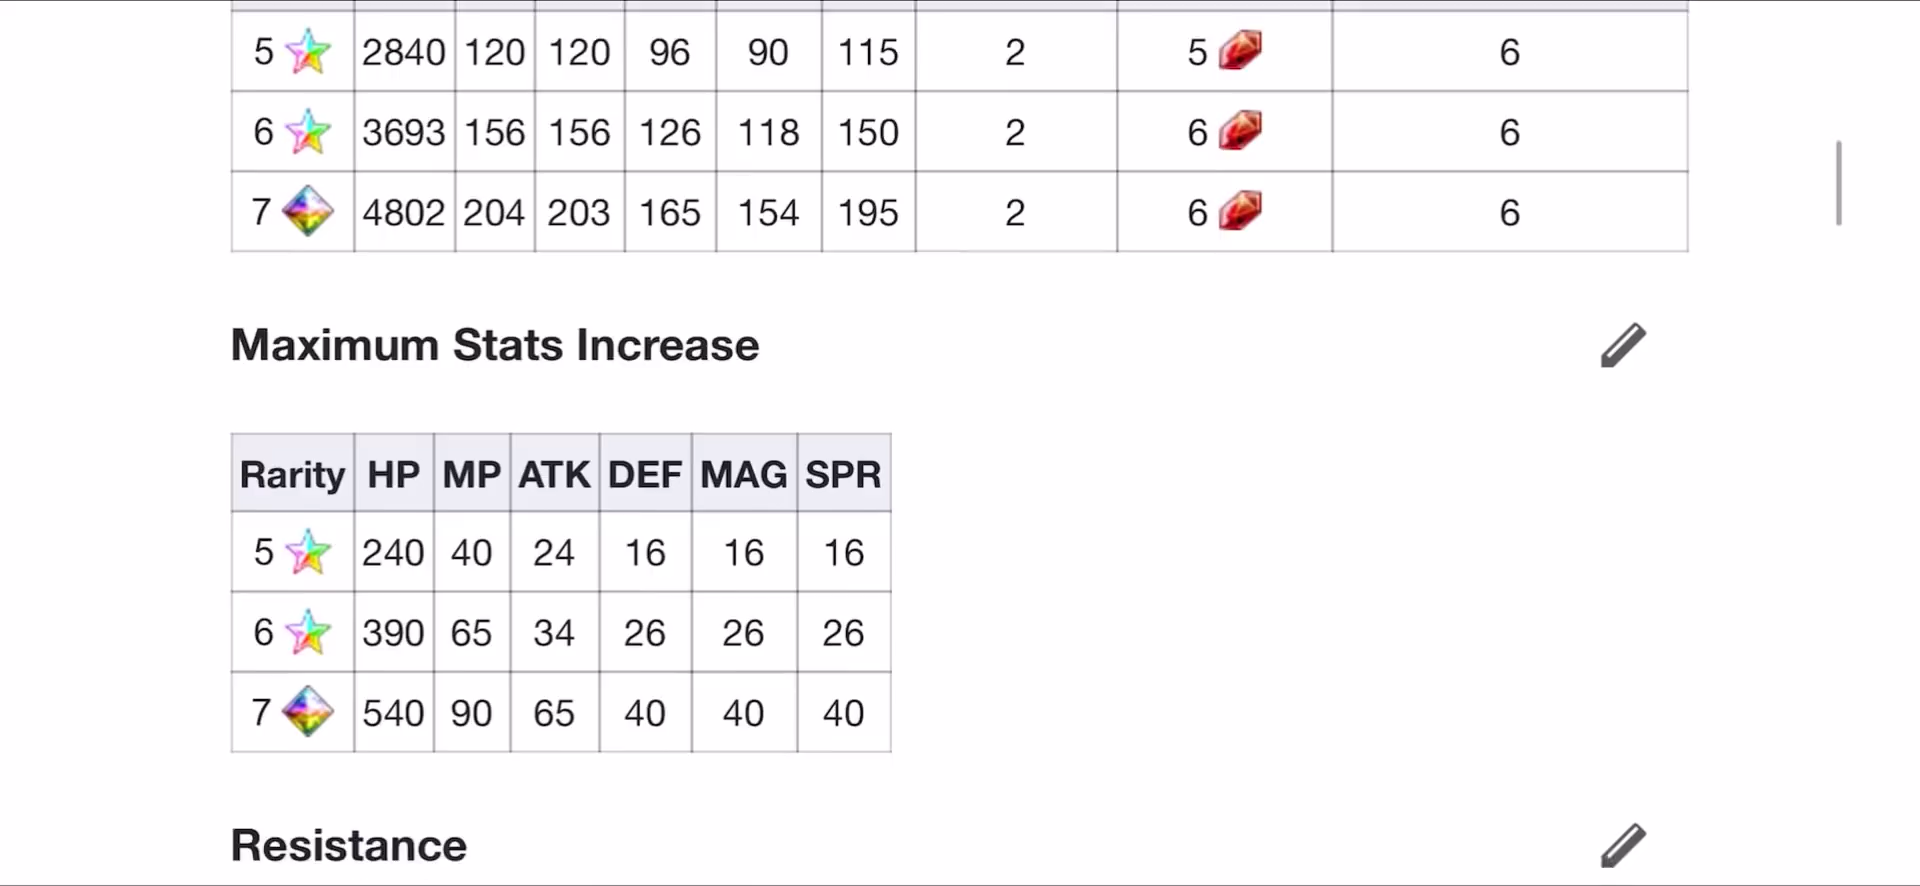 5 2840 120 120 96 90 115 2 5 6
6 3693 156 156 126 118 150 2 6 6
7 4802 204 203 165 154 195 2 6 6
Maximum Stats Increase
Rarity HP MP ATK DEF MAG SPR
5 240 40 24 16 16 16
6 390 65 34 26 26 26
7 540 90 65 40 40 40
Resistance